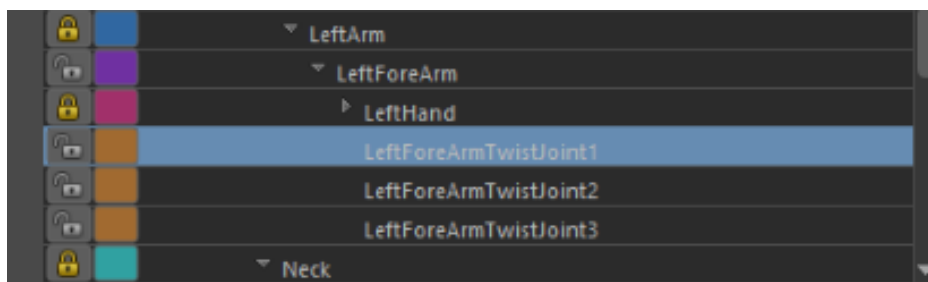 LeftArm
LeftForeArm
LeftHand
LeftForeArmTwistJoint1
LeftForeArmTwistJoint2
LeftForeArmTwistJoint3
Neck